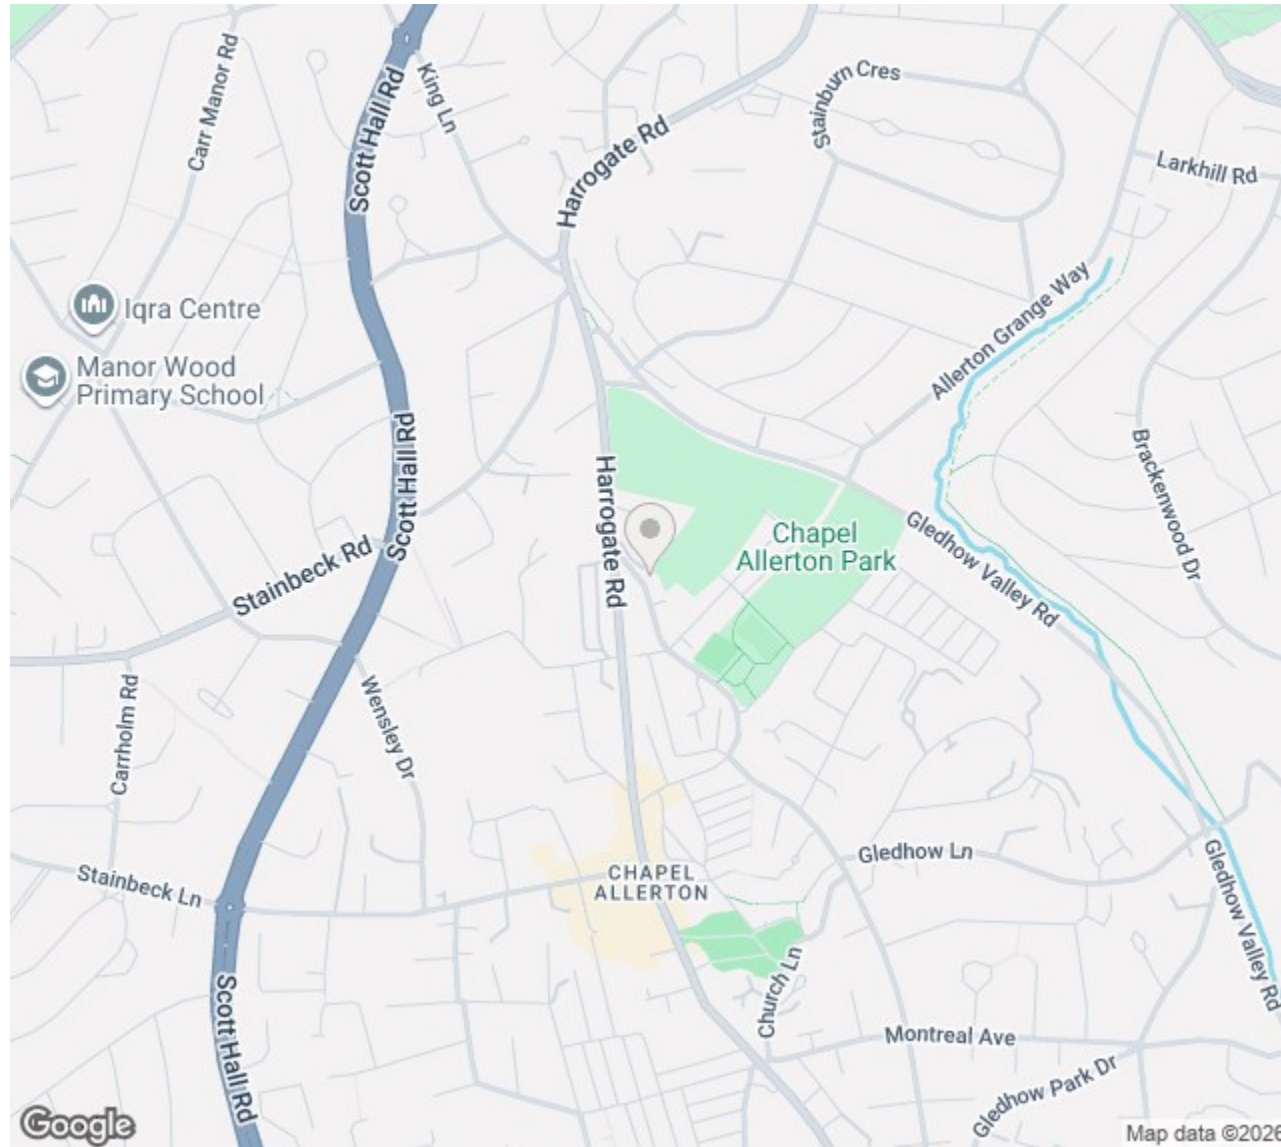 Carr Manor Rd
Scott Hall Rd
King Ln
Harrogate Rd
Stainburn Cres
Larkhill Rd
Iqra Centre
Manor Wood
Primary School
Allerton Grange Way
Scott Hall Rd
Harrogate Rd
Brackenwood Dr
Chapel
Allerton Park
Gledhow Valley Rd
Stainbeck Rd
Carrholm Rd
Wensley Dr
Stainbeck Ln
CHAPEL
ALLERTON
Gledhow Ln
Gledhow Valley Rd
Scott Hall Rd
Church Ln
Montreal Ave
Gledhow Park Dr
Google
Map data ©2026